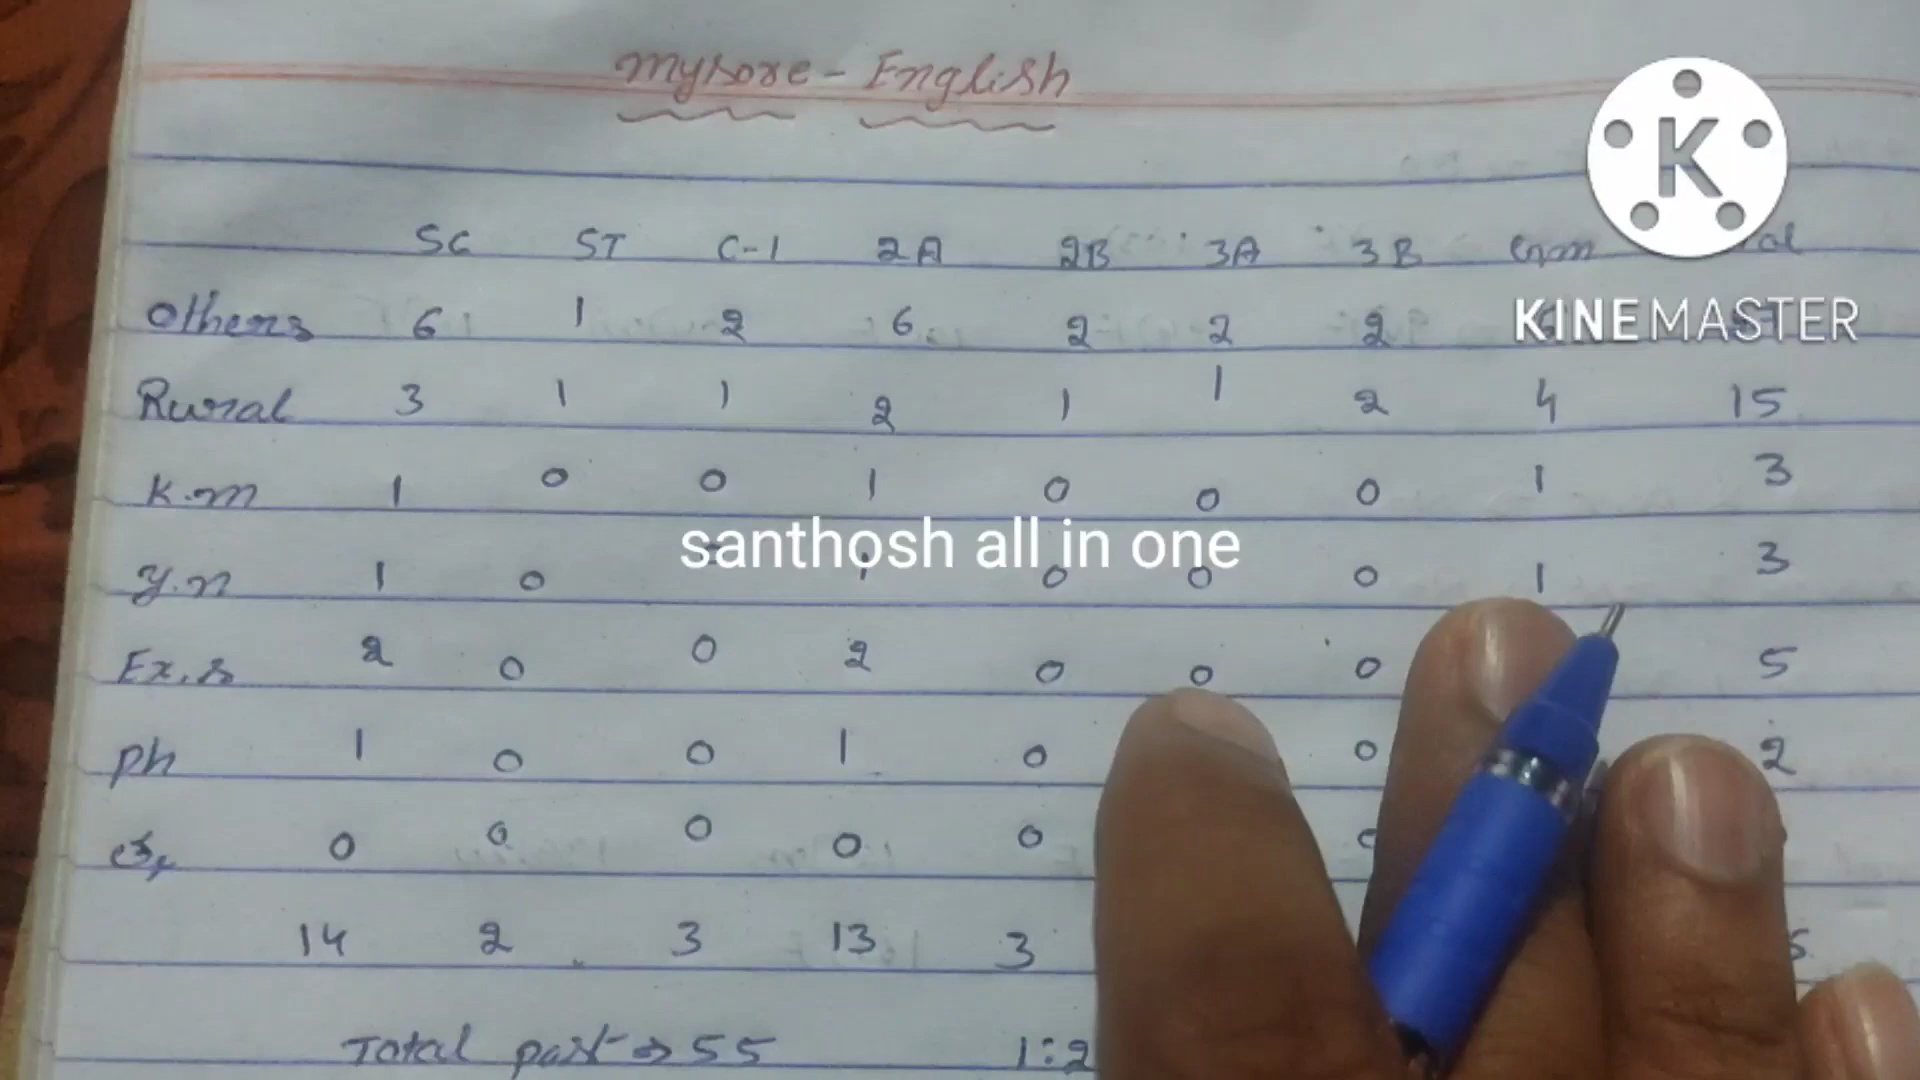 Mysore - English
SC ST C-1 2A 2B 3A 3B Gm
Others 6 1 2 6 2 2 2
KINEMASTER
Rural 3 1 1 2 1 1 2 4 15
K.M 1 0 0 1 0 0 0 1 3
santhosh all in one
y.n 1 0 1 0 0 0 1 3
Ex.s 2 0 0 2 0 0 0 5
Ph 1 0 0 1 0 0 2
0 0 0 0 0
14 2 3 13 3
Total post → 55 1:2